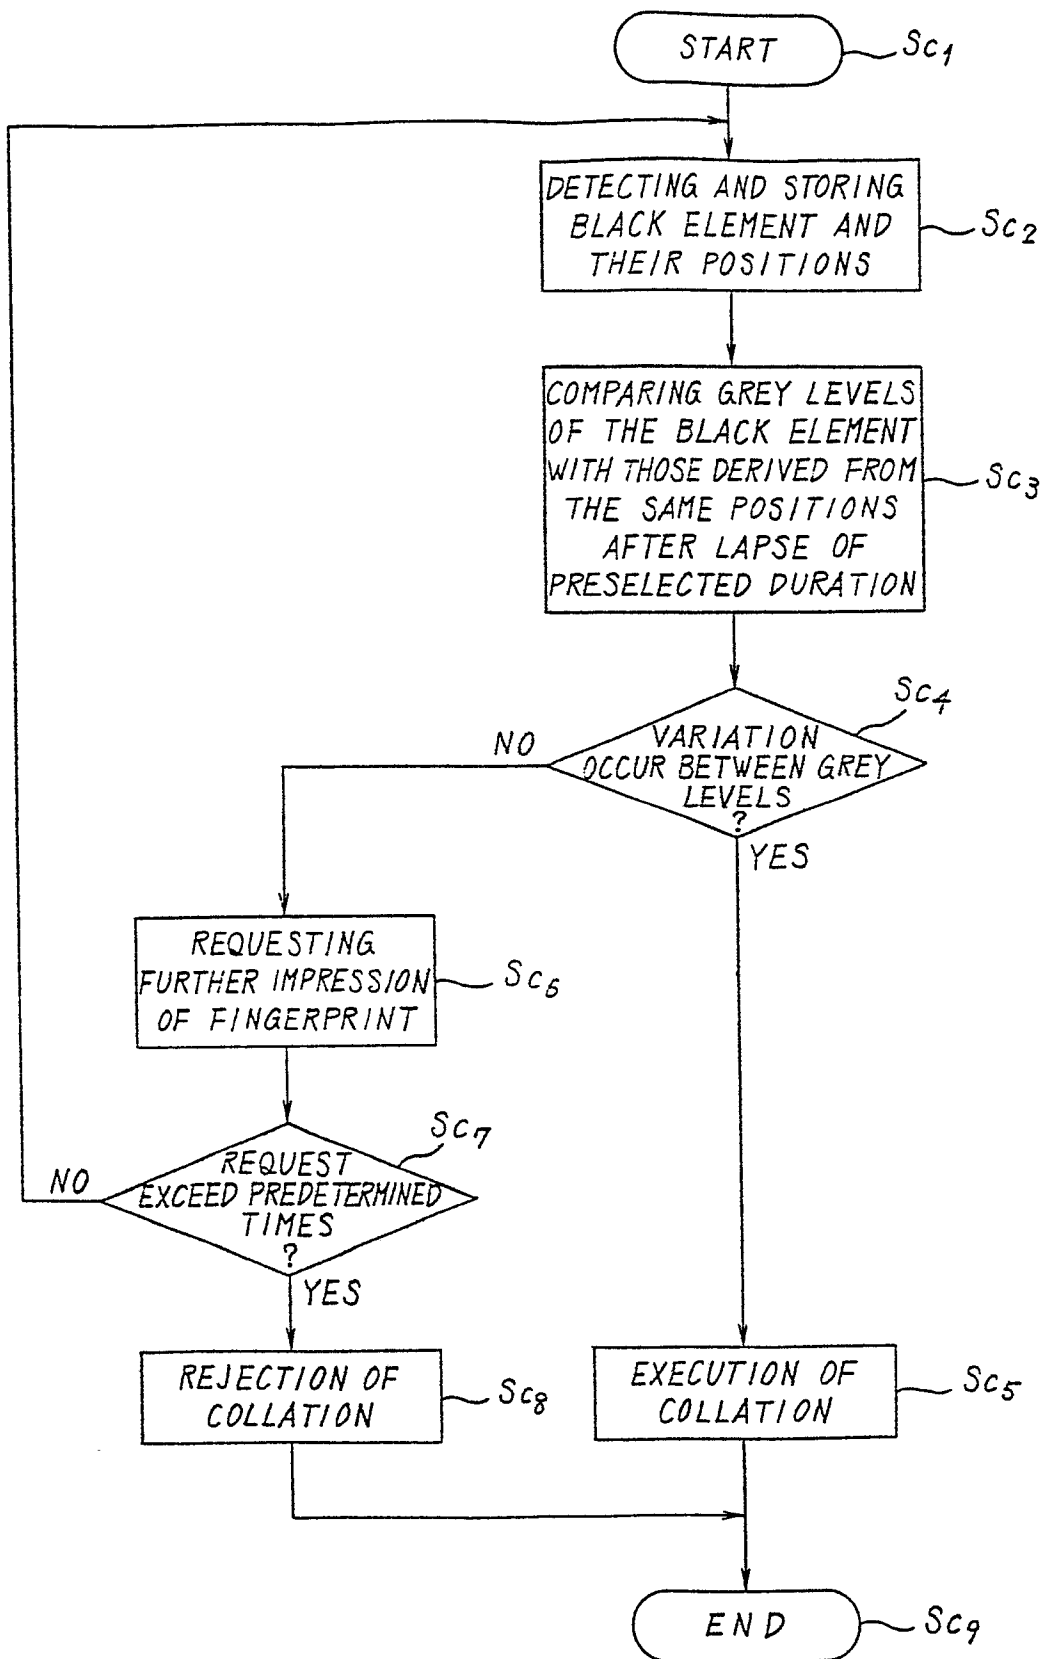 START
Sc1
DETECTING AND STORING
BLACK ELEMENT AND
THEIR POSITIONS
Sc2
COMPARING GREY LEVELS
OF THE BLACK ELEMENT
WITH THOSE DERIVED FROM
THE SAME POSITIONS
AFTER LAPSE OF
PRESELECTED DURATION
Sc3
Sc4
VARIATION
OCCUR BETWEEN GREY
LEVELS
?
NO
YES
REQUESTING
FURTHER IMPRESSION
OF FINGERPRINT
Sc6
Sc7
REQUEST
EXCEED PREDETERMINED
TIMES
?
NO
YES
REJECTION OF
COLLATION
Sc8
EXECUTION OF
COLLATION
Sc5
END
Sc9